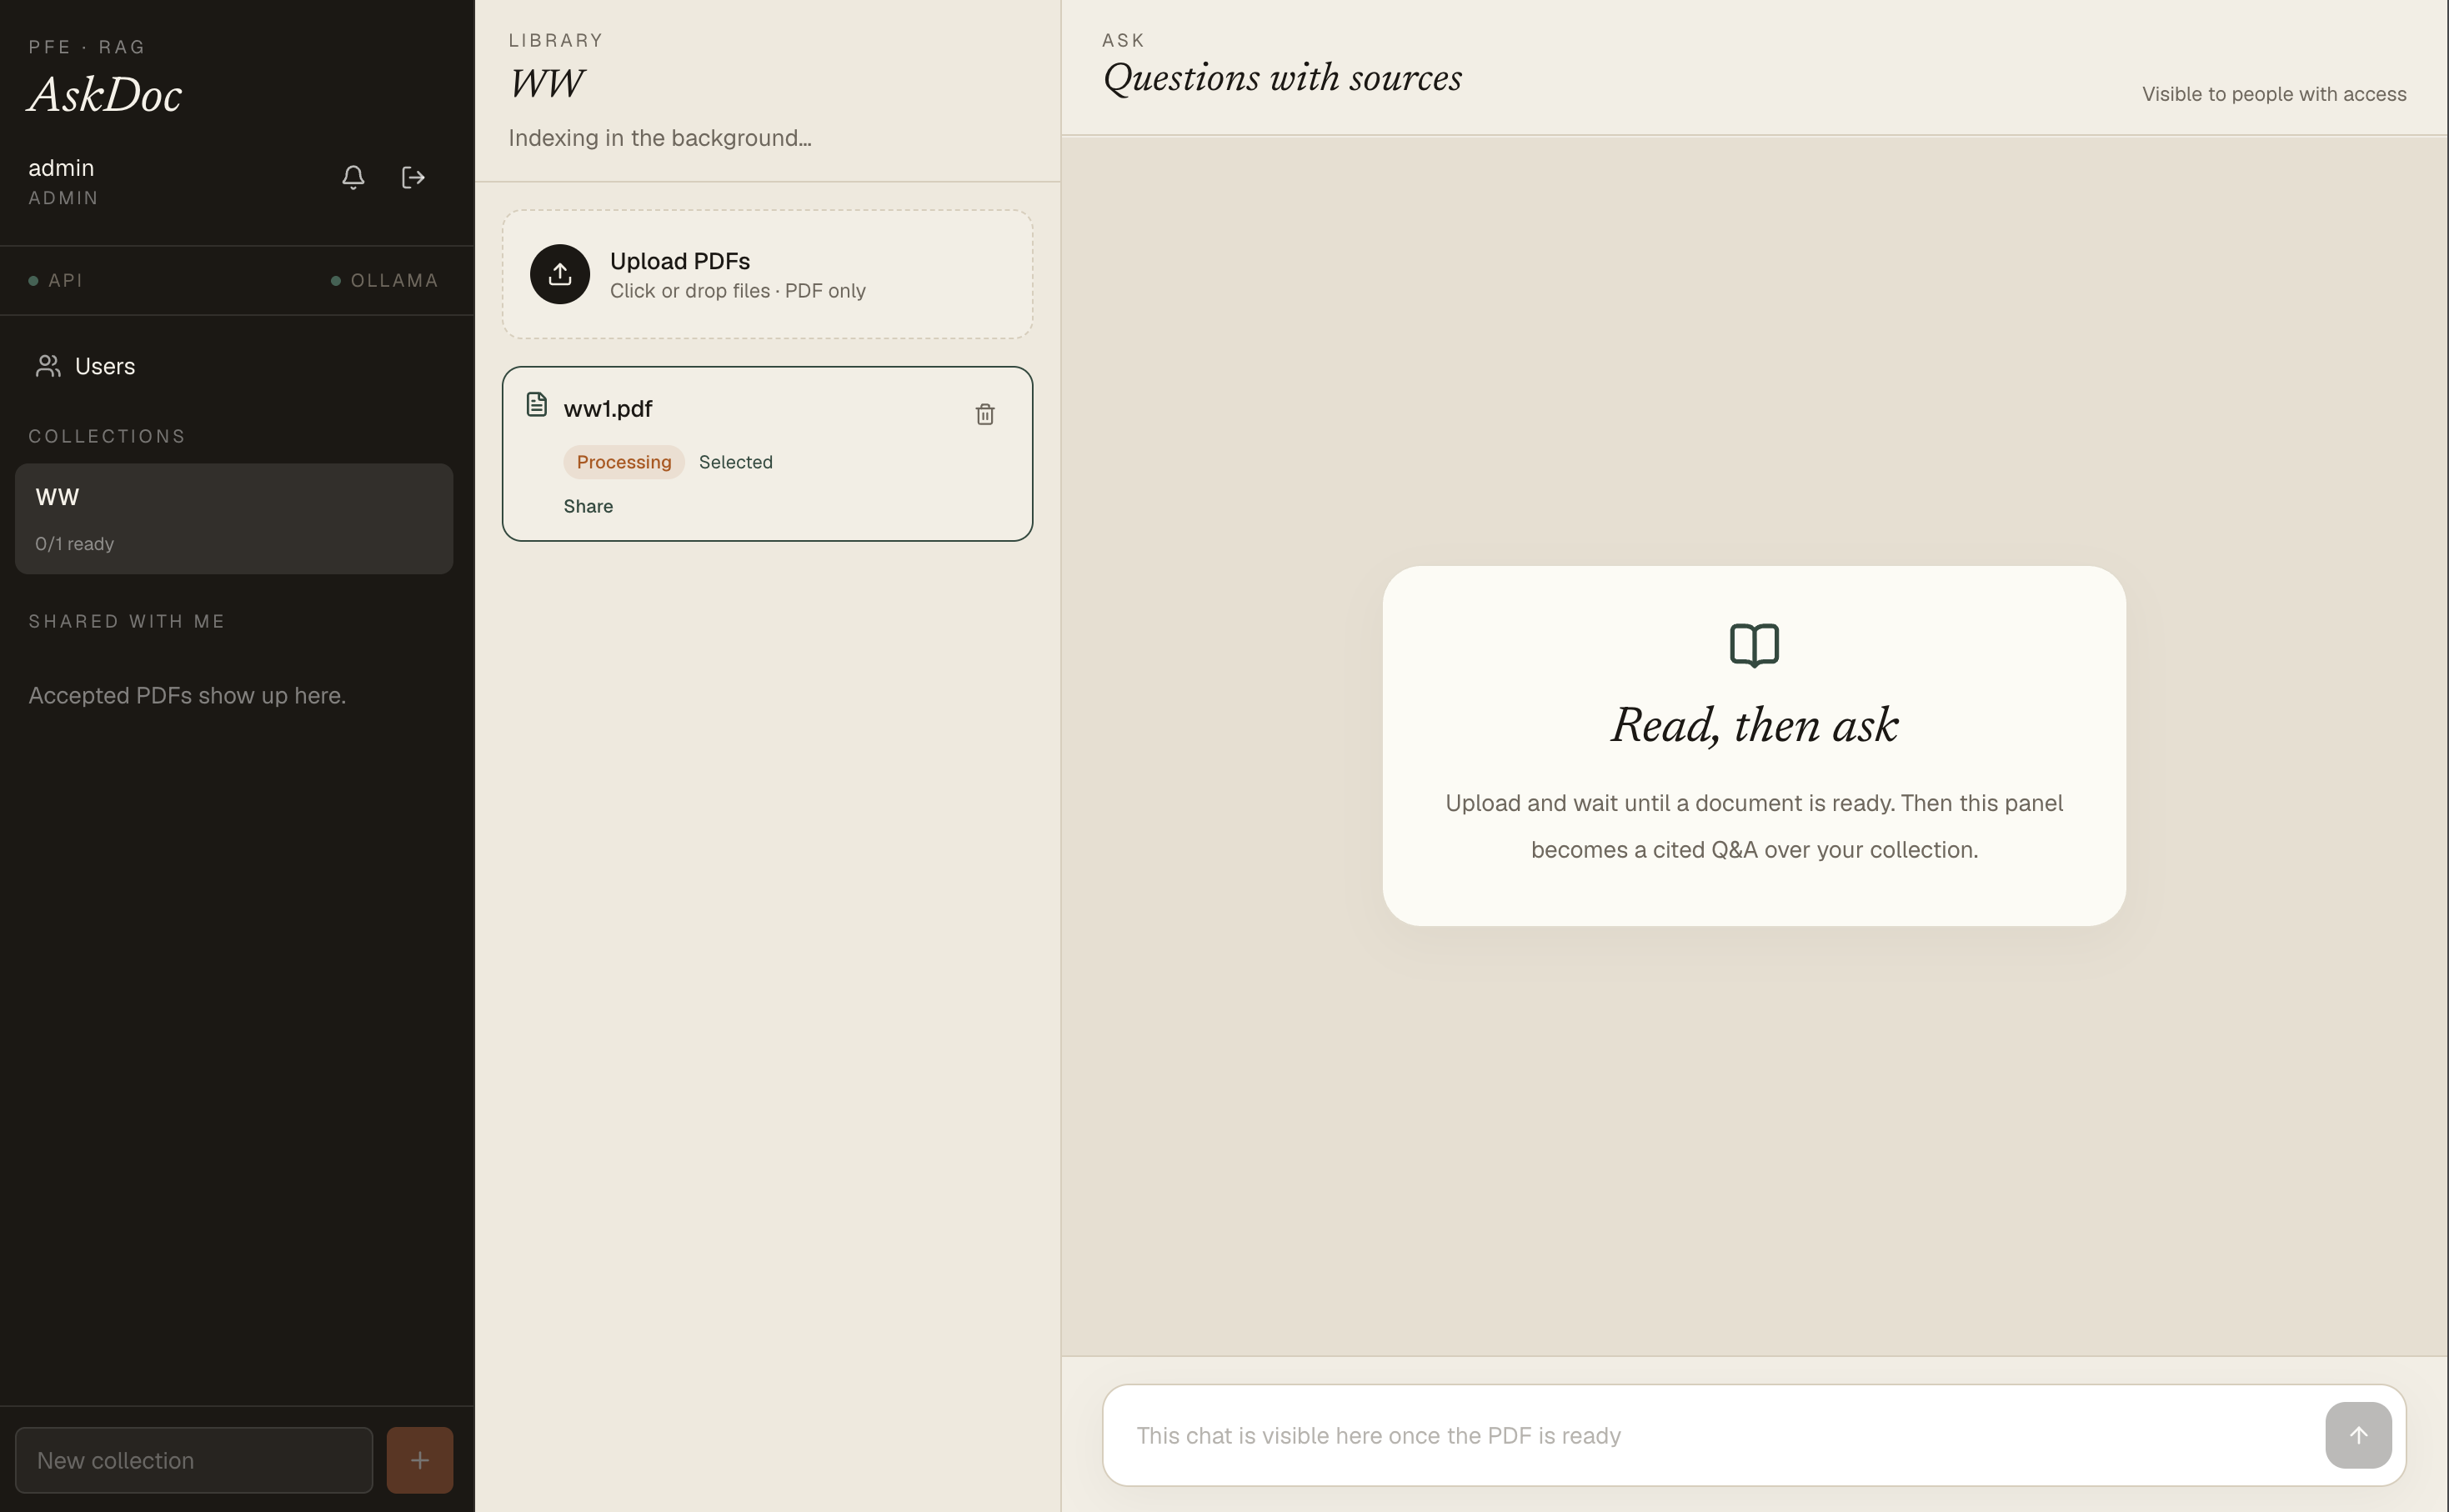 PFE · RAG
AskDoc
admin
ADMIN
API
OLLAMA
Users
COLLECTIONS
WW
0/1 ready
SHARED WITH ME
Accepted PDFs show up here.
New collection
LIBRARY
WW
Indexing in the background...
Upload PDFs
Click or drop files · PDF only
ww1.pdf
Processing
Selected
Share
ASK
Questions with sources
Visible to people with access
Read, then ask
Upload and wait until a document is ready. Then this panel
becomes a cited Q&A over your collection.
This chat is visible here once the PDF is ready